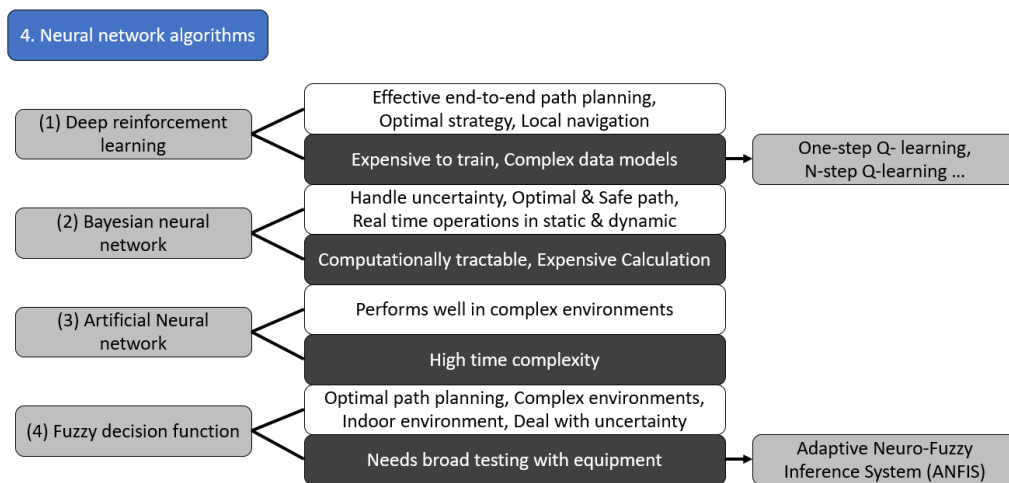 4. Neural network algorithms
(1) Deep reinforcement
learning
Effective end-to-end path planning,
Optimal strategy, Local navigation
Expensive to train, Complex data models
One-step Q- learning,
N-step Q-learning ...
(2) Bayesian neural
network
Handle uncertainty, Optimal & Safe path,
Real time operations in static & dynamic
Computationally tractable, Expensive Calculation
(3) Artificial Neural
network
Performs well in complex environments
High time complexity
(4) Fuzzy decision function
Optimal path planning, Complex environments,
Indoor environment, Deal with uncertainty
Needs broad testing with equipment
Adaptive Neuro-Fuzzy
Inference System (ANFIS)